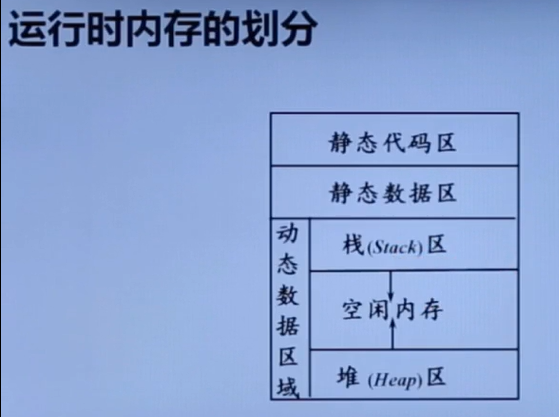 运行时内存的划分
静态代码区
静态数据区
动态数据区域
栈(Stack)区
空闲内存
堆 (Heap)区